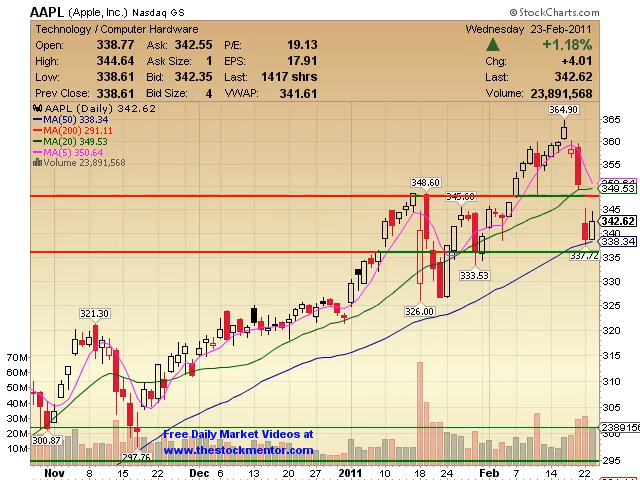 AAPL (Apple, Inc.) Nasdaq GS
© StockCharts.com
Technology / Computer Hardware
Wednesday 23-Feb-2011
Open: 338.77 Ask: 342.55 P/E: 19.13
+1.18%
High: 344.64 Ask Size: 1 EPS: 17.91
Chg: +4.01
Low: 338.61 Bid: 342.35 Last: 1417 shrs
Last: 342.62
Prev Close: 338.61 Bid Size: 4 VWAP: 341.61
Volume: 23,891,568
AAPL (Daily) 342.62
MA(50) 338.34
MA(200) 291.11
MA(20) 349.53
MA(5) 350.64
Volume 23,891,568
364.90
348.60
345.60
333.53
326.00
337.72
321.30
300.87
297.76
365
360
355
349.53
345
342.62
340
338.34
335
330
325
320
315
310
305
300
295
70M
60M
50M
40M
30M
20M
10M
Free Daily Market Videos at
www.thestockmentor.com
Nov 8 15 22 Dec 6 13 20 2011 10 18 24 Feb 7 14 22